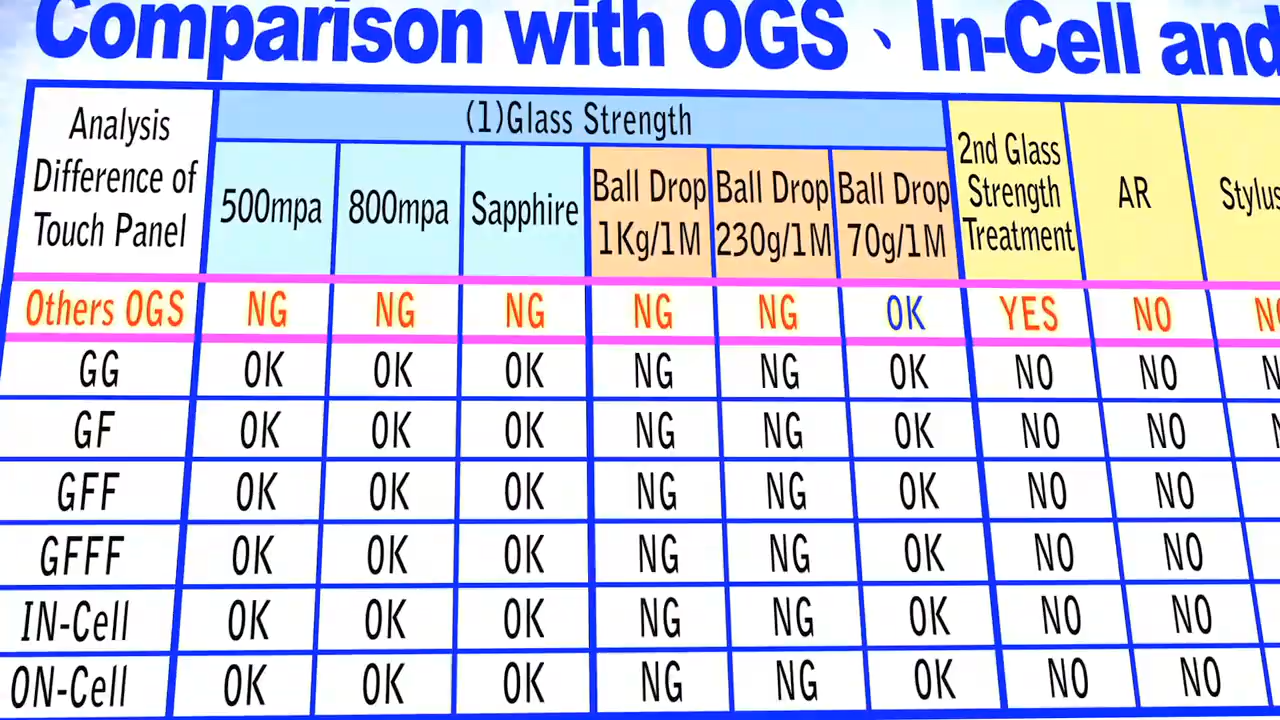 Comparison with OGS、In-Cell and
Analysis Difference of Touch Panel (1)Glass Strength 2nd Glass Strength Treatment AR Stylus
500mpa 800mpa Sapphire Ball Drop 1Kg/1M Ball Drop 230g/1M Ball Drop 70g/1M
Others OGS NG NG NG NG NG OK YES NO
GG OK OK OK NG NG OK NO NO
GF OK OK OK NG NG OK NO NO
GFF OK OK OK NG NG OK NO NO
GFFF OK OK OK NG NG OK NO NO
IN-Cell OK OK OK NG NG OK NO NO
ON-Cell OK OK OK NG NG OK NO NO